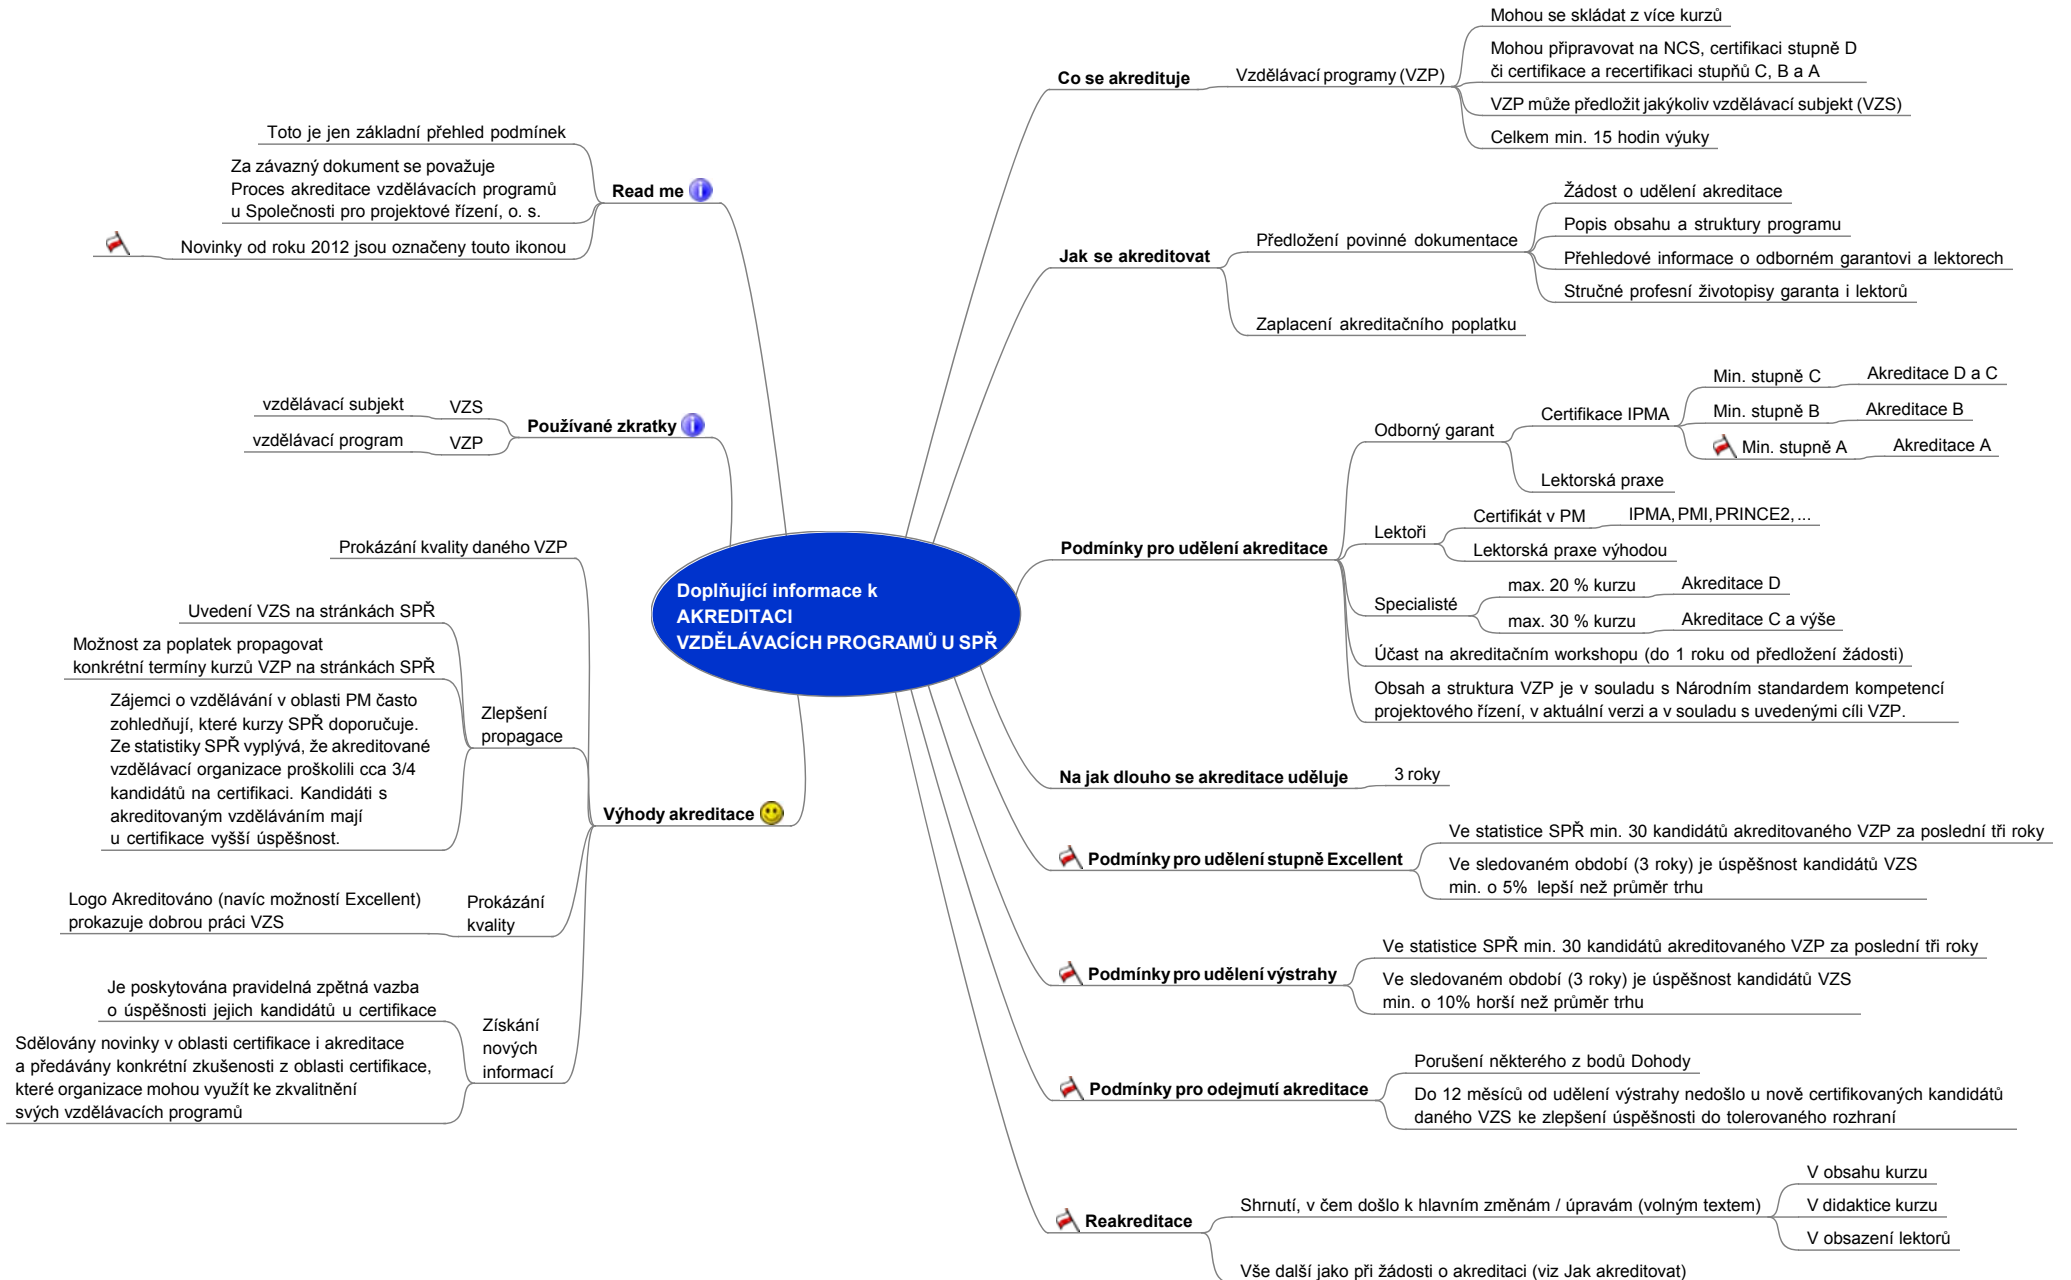 Doplňující informace k
AKREDITACI
VZDĚLÁVACÍCH PROGRAMŮ U SPŘ
Read me
Toto je jen základní přehled podmínek
Za závazný dokument se považuje
Proces akreditace vzdělávacích programů
u Společnosti pro projektové řízení, o. s.
Novinky od roku 2012 jsou označeny touto ikonou
Používané zkratky
VZS
vzdělávací subjekt
VZP
vzdělávací program
Výhody akreditace
Prokázání kvality daného VZP
Zlepšení
propagace
Uvedení VZS na stránkách SPŘ
Možnost za poplatek propagovat
konkrétní termíny kurzů VZP na stránkách SPŘ
Zájemci o vzdělávání v oblasti PM často
zohledňují, které kurzy SPŘ doporučuje.
Ze statistiky SPŘ vyplývá, že akreditované
vzdělávací organizace proškolili cca 3/4
kandidátů na certifikaci. Kandidáti s
akreditovaným vzděláváním mají
u certifikace vyšší úspěšnost.
Prokázání
kvality
Logo Akreditováno (navíc možností Excellent)
prokazuje dobrou práci VZS
Získání
nových
informací
Je poskytována pravidelná zpětná vazba
o úspěšnosti jejich kandidátů u certifikace
Sdělovány novinky v oblasti certifikace i akreditace
a předávány konkrétní zkušenosti z oblasti certifikace,
které organizace mohou využít ke zkvalitnění
svých vzdělávacích programů
Co se akredituje
Vzdělávací programy (VZP)
Mohou se skládat z více kurzů
Mohou připravovat na NCS, certifikaci stupně D
či certifikace a recertifikaci stupňů C, B a A
VZP může předložit jakýkoliv vzdělávací subjekt (VZS)
Celkem min. 15 hodin výuky
Jak se akreditovat
Předložení povinné dokumentace
Žádost o udělení akreditace
Popis obsahu a struktury programu
Přehledové informace o odborném garantovi a lektorech
Stručné profesní životopisy garanta i lektorů
Zaplacení akreditačního poplatku
Podmínky pro udělení akreditace
Odborný garant
Certifikace IPMA
Min. stupně C
Akreditace D a C
Min. stupně B
Akreditace B
Min. stupně A
Akreditace A
Lektorská praxe
Lektoři
Certifikát v PM
IPMA, PMI, PRINCE2, ...
Lektorská praxe výhodou
Specialisté
max. 20 % kurzu
Akreditace D
max. 30 % kurzu
Akreditace C a výše
Účast na akreditačním workshopu (do 1 roku od předložení žádosti)
Obsah a struktura VZP je v souladu s Národním standardem kompetencí
projektového řízení, v aktuální verzi a v souladu s uvedenými cíli VZP.
Na jak dlouho se akreditace uděluje
3 roky
Podmínky pro udělení stupně Excellent
Ve statistice SPŘ min. 30 kandidátů akreditovaného VZP za poslední tři roky
Ve sledovaném období (3 roky) je úspěšnost kandidátů VZS
min. o 5% lepší než průměr trhu
Podmínky pro udělení výstrahy
Ve statistice SPŘ min. 30 kandidátů akreditovaného VZP za poslední tři roky
Ve sledovaném období (3 roky) je úspěšnost kandidátů VZS
min. o 10% horší než průměr trhu
Podmínky pro odejmutí akreditace
Porušení některého z bodů Dohody
Do 12 měsíců od udělení výstrahy nedošlo u nově certifikovaných kandidátů
daného VZS ke zlepšení úspěšnosti do tolerovaného rozhraní
Reakreditace
Shrnutí, v čem došlo k hlavním změnám / úpravám (volným textem)
V obsahu kurzu
V didaktice kurzu
V obsazení lektorů
Vše další jako při žádosti o akreditaci (viz Jak akreditovat)